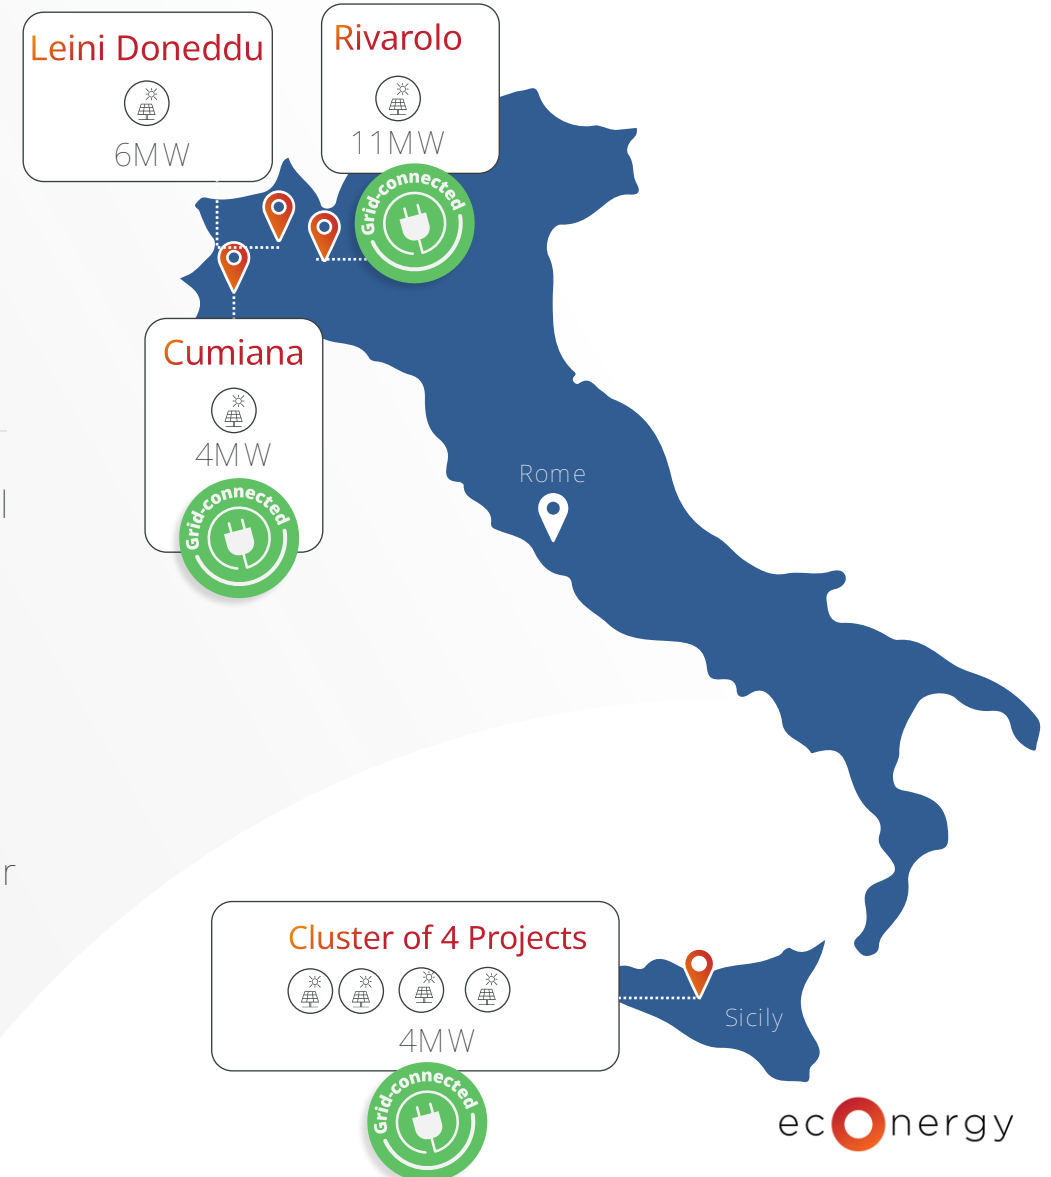 Leini Doneddu
6MW
Rivarolo
11MW
Grid-connected
Cumiana
4MW
Grid-connected
l
Rome
r
Cluster of 4 Projects
4MW
Grid-connected
Sicily
econergy